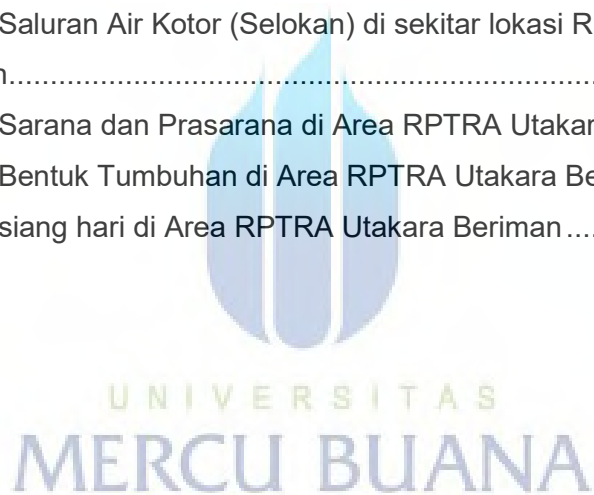 Saluran Air Kotor (Selokan) di sekitar lokasi R
n..........................................................................
Sarana dan Prasarana di Area RPTRA Utakar
Bentuk Tumbuhan di Area RPTRA Utakara Be
siang hari di Area RPTRA Utakara Beriman....
UNIVERSITAS
MERCU BUANA